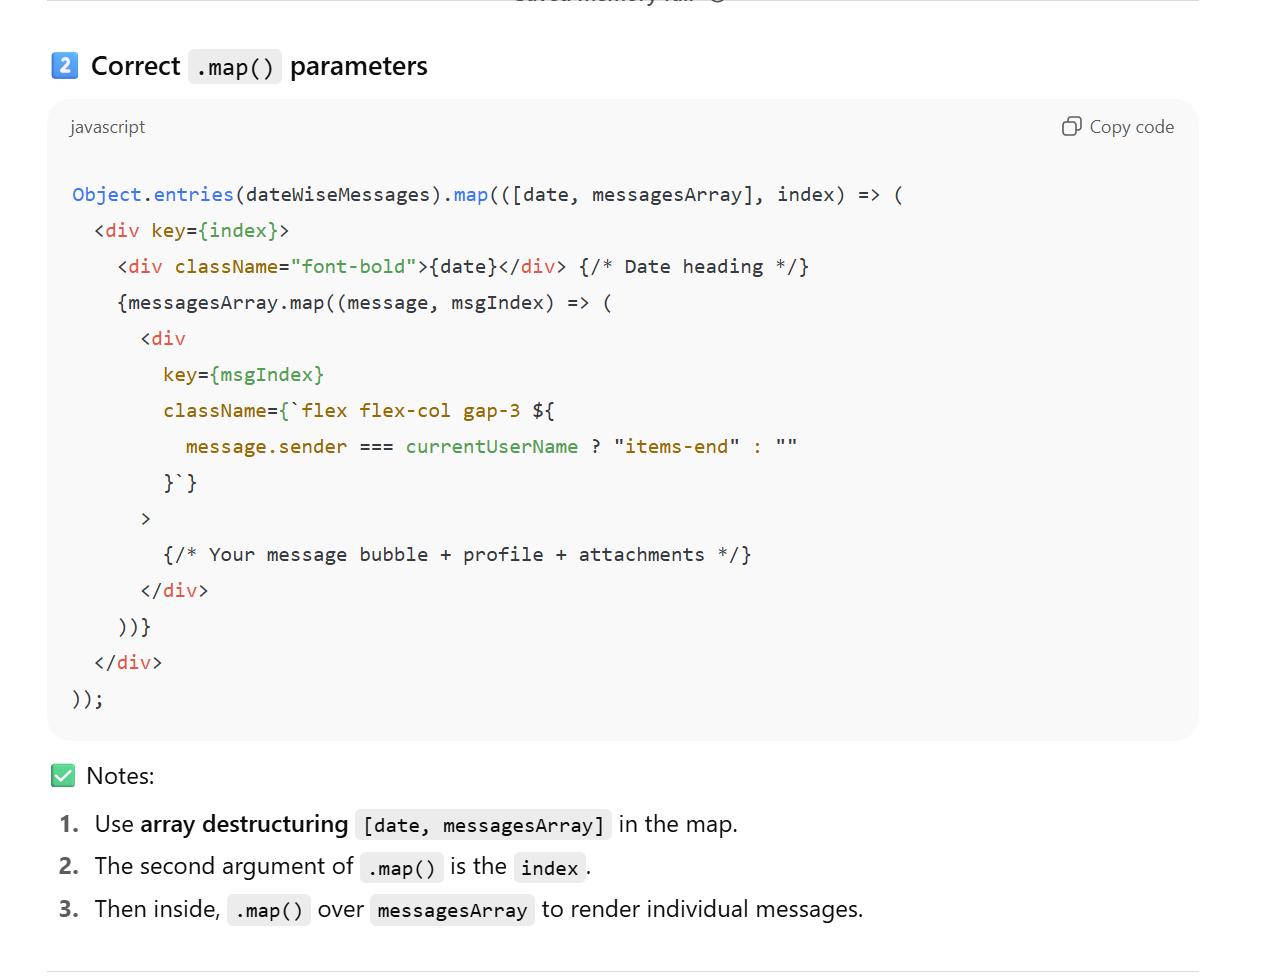 2 Correct .map() parameters
javascript
Copy code
Object.entries(dateWiseMessages).map(([date, messagesArray], index) => (
  <div key={index}>
    <div className="font-bold">{date}</div> {/* Date heading */}
    {messagesArray.map((message, msgIndex) => (
      <div
        key={msgIndex}
        className={`flex flex-col gap-3 ${
          message.sender === currentUserName ? "items-end" : ""
        }`}
      >
        {/* Your message bubble + profile + attachments */}
      </div>
    ))}
  </div>
));
Notes:
1. Use array destructuring [date, messagesArray] in the map.
2. The second argument of .map() is the index.
3. Then inside, .map() over messagesArray to render individual messages.